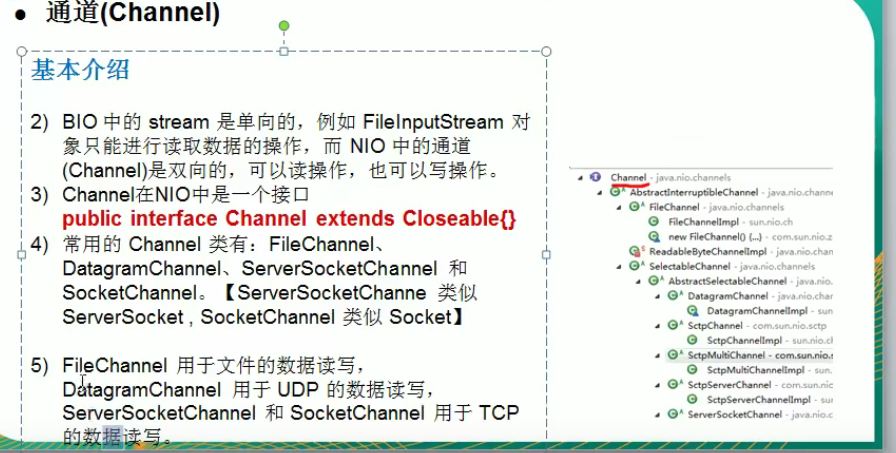 ● 通道(Channel)
基本介绍
2) BIO 中的 stream 是单向的，例如 FileInputStream 对
象只能进行读取数据的操作，而 NIO 中的通道
(Channel)是双向的，可以读操作，也可以写操作。
3) Channel在NIO中是一个接口
public interface Channel extends Closeable{}
4) 常用的 Channel 类有：FileChannel、
DatagramChannel、ServerSocketChannel 和
SocketChannel。【ServerSocketChanne 类似
ServerSocket , SocketChannel 类似 Socket】
5) FileChannel 用于文件的数据读写，
DatagramChannel 用于 UDP 的数据读写，
ServerSocketChannel 和 SocketChannel 用于 TCP
的数据读写。
Channel - java.nio.channels
AbstractInterruptibleChannel - java.nio.channe
FileChannel - java.nio.channels
FileChannelImpl - sun.nio.ch
new FileChannel() {...} - com.sun.nio.z
ReadableByteChannelImpl - java.nio.chan
SelectableChannel - java.nio.channels
AbstractSelectableChannel - java.nio.
DatagramChannel - java.nio.char
DatagramChannelImpl - sun
SctpChannel - com.sun.nio.sctp
SctpChannelImpl - sun.nio.cl
SctpMultiChannel - com.sun.nio.s
SctpMultiChannelImpl - sun.
SctpServerChannel - com.sun.nic
SctpServerChannelImpl - su
ServerSocketChannel - java.nio.c